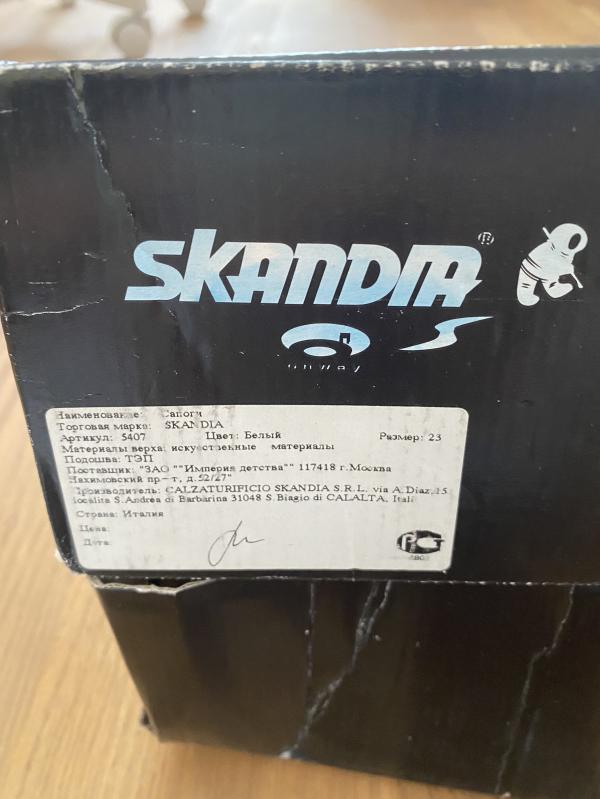 SKANDIA ®
Наименование: Сапоги
Торговая марка: SKANDIA
Артикул: 5407 Цвет: Белый Размер: 23
Материалы верха: искусственные материалы
Подошва: ТЭП
Поставщик: "ЗАО ""Империя детства"" 117418 г.Москва
Нахимовский пр-т, д.52/27"
Производитель: CALZATURIFICIO SKANDIA S.R.L. via A.Diaz,15
localita S.Andrea di Barbarina 31048 S.Biagio di CALALTA, Itali
Страна: Италия
Цена:
Дата: